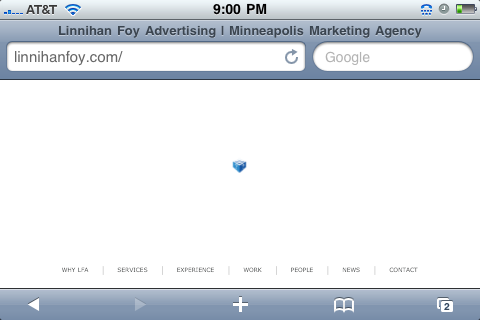 AT&T 9:00 PM
Linnihan Foy Advertising | Minneapolis Marketing Agency
linnihanfoy.com/ Google
WHY LFA | SERVICES | EXPERIENCE | WORK | PEOPLE | NEWS | CONTACT
2